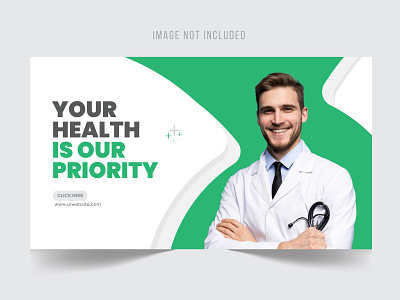 IMAGE NOT INCLUDED
YOUR
HEALTH
IS OUR
PRIORITY
CLICK HERE
www.urwebsite.com